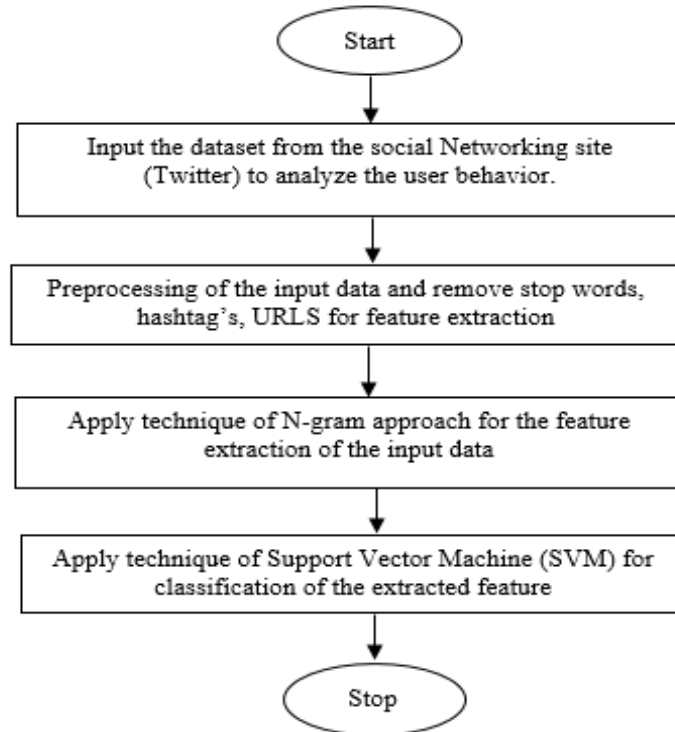 Start
Input the dataset from the social Networking site
(Twitter) to analyze the user behavior.
Preprocessing of the input data and remove stop words,
hashtag’s, URLS for feature extraction
Apply technique of N-gram approach for the feature
extraction of the input data
Apply technique of Support Vector Machine (SVM) for
classification of the extracted feature
Stop